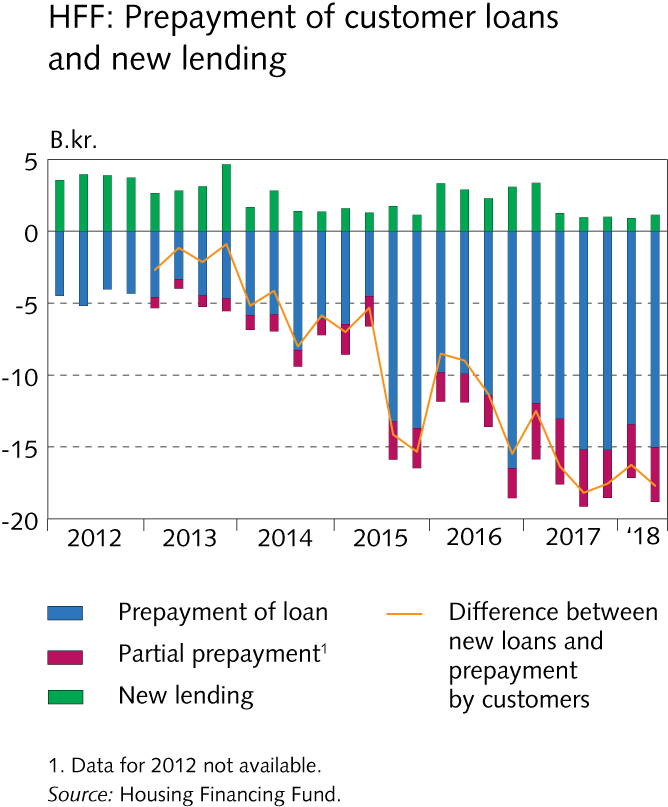 HFF: Prepayment of customer loans
and new lending
B.kr.
5
0
-5
-10
-15
-20
2012
2013
2014
2015
2016
2017
‘18
Prepayment of loan
Partial prepayment1
New lending
Difference between
new loans and
prepayment
by customers
1. Data for 2012 not available.
Source: Housing Financing Fund.